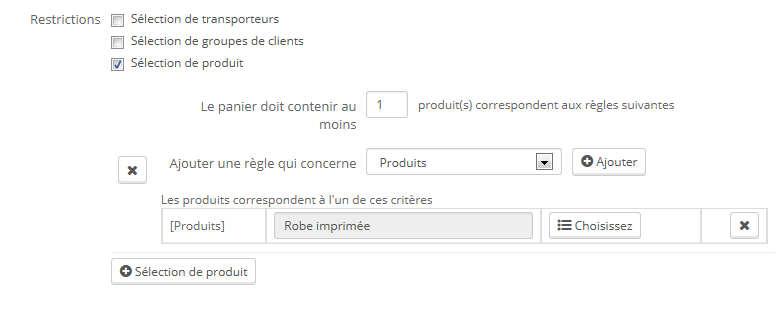 Restrictions
Sélection de transporteurs
Sélection de groupes de clients
Sélection de produit
Le panier doit contenir au moins
1
produit(s) correspondent aux règles suivantes
Ajouter une règle qui concerne
Produits
Ajouter
Les produits correspondent à l'un de ces critères
[Produits]
Robe imprimée
Choisissez
Sélection de produit